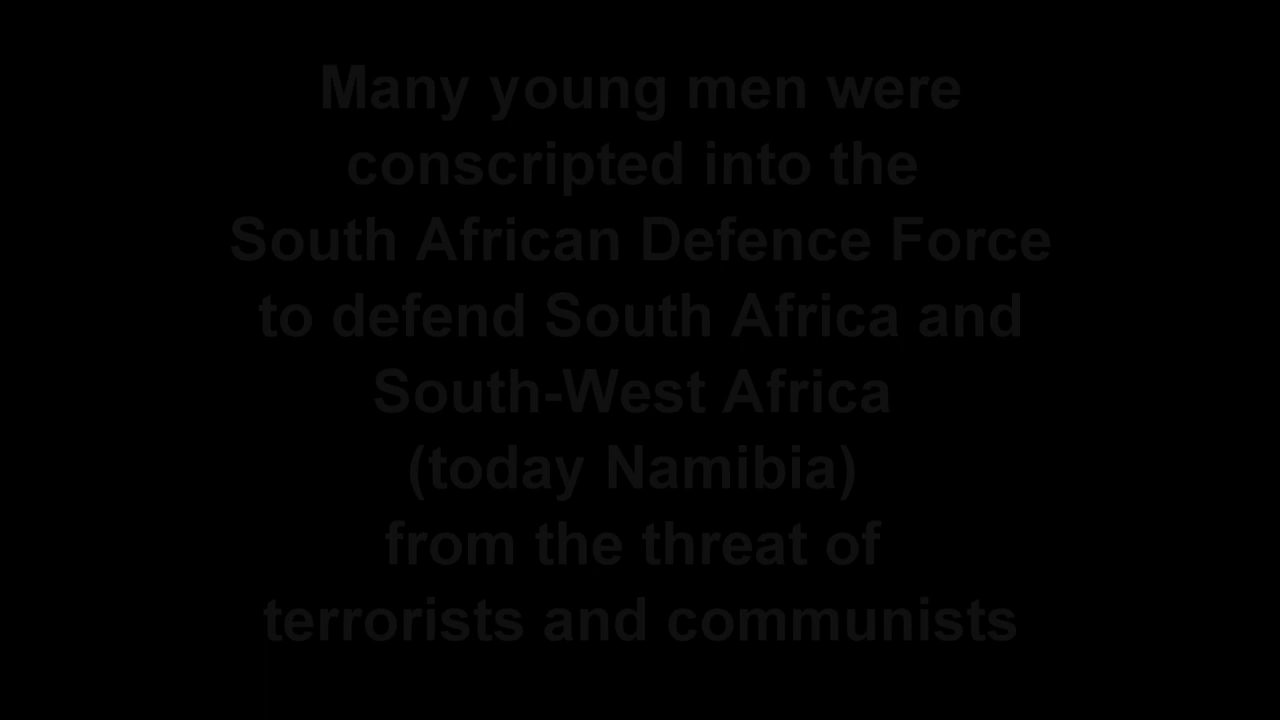 Many young men were
conscripted into the
South African Defence Force
to defend South Africa and
South-West Africa
(today Namibia)
from the threat of
terrorists and communists